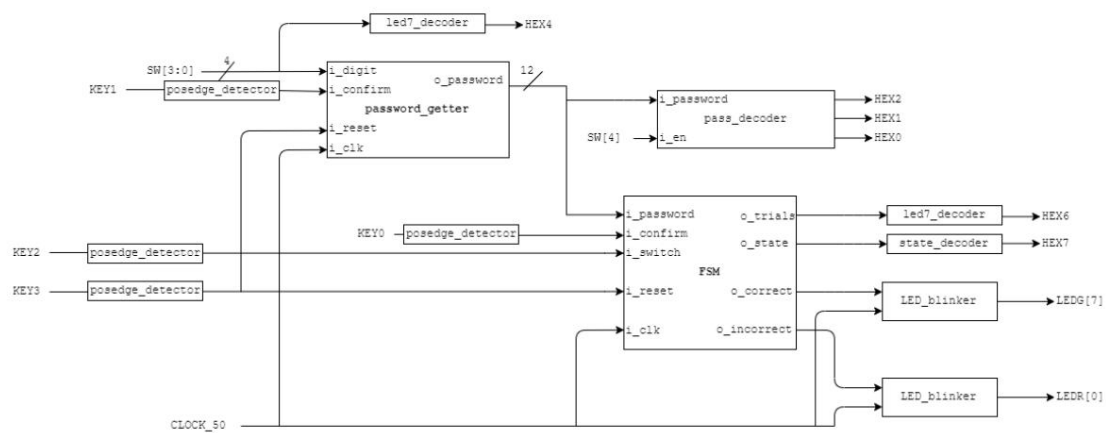 led7_decoder
HEX4
4
SW[3:0]
KEY1
posedge_detector
i_digit
i_confirm
i_reset
i_clk
o_password
password_getter
12
i_password
i_en
pass_decoder
SW[4]
HEX2
HEX1
HEX0
KEY0
posedge_detector
KEY2
posedge_detector
KEY3
posedge_detector
i_password
i_confirm
i_switch
i_reset
i_clk
FSM
o_trials
o_state
o_correct
o_incorrect
led7_decoder
HEX6
state_decoder
HEX7
LED_blinker
LEDG[7]
LED_blinker
LEDR[0]
CLOCK_50